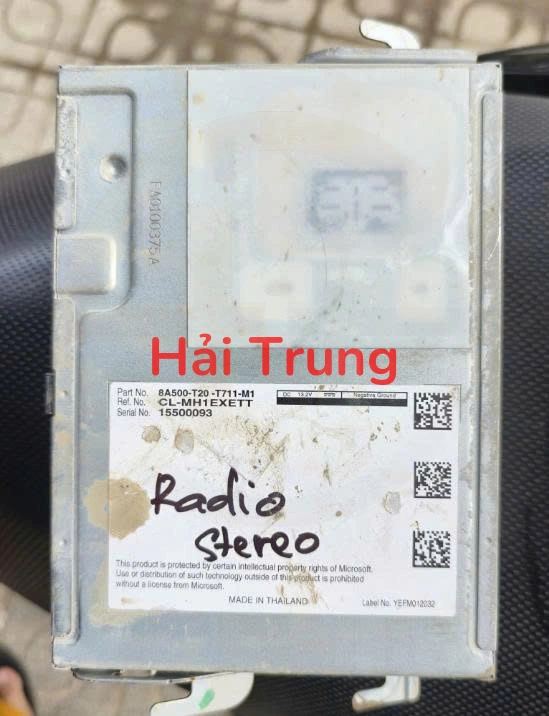 FA0100375A
Hải Trung
Part No. 8A500-T20 -T711-M1
Ref. No. CL-MH1EXETT
Serial No. 15500093
DC 13.2V Negative Ground
Radio
Stereo
This product is protected by certain intellectual property rights of Microsoft.
Use or distribution of such technology outside of this product is prohibited
without a license from Microsoft.
MADE IN THAILAND
Label No. YEFM012032